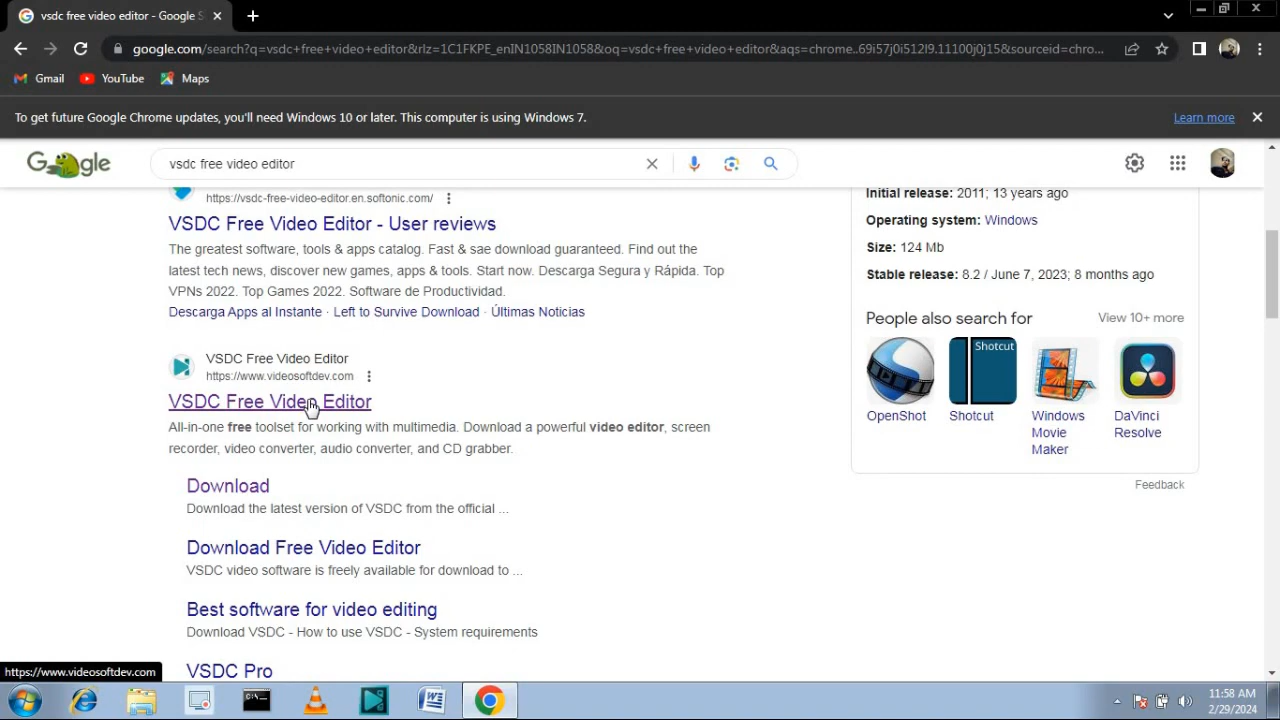 vsdc free video editor - Google S
google.com/search?q=vsdc+free+video+editor&rlz=1C1FKPE_enIN1058IN1058&oq=vsdc+free+video+editor&aqs=chrome..69i57j0i512l9.11100j0j15&sourceid=chro...
Gmail
YouTube
Maps
To get future Google Chrome updates, you'll need Windows 10 or later. This computer is using Windows 7.
Learn more
Google
vsdc free video editor
https://vsdc-free-video-editor.en.softonic.com/
VSDC Free Video Editor - User reviews
The greatest software, tools & apps catalog. Fast & sae download guaranteed. Find out the
latest tech news, discover new games, apps & tools. Start now. Descarga Segura y Rápida. Top
VPNs 2022. Top Games 2022. Software de Productividad.
Descarga Apps al Instante · Left to Survive Download · Últimas Noticias
VSDC Free Video Editor
https://www.videosoftdev.com
VSDC Free Video Editor
All-in-one free toolset for working with multimedia. Download a powerful video editor, screen
recorder, video converter, audio converter, and CD grabber.
Download
Download the latest version of VSDC from the official ...
Download Free Video Editor
VSDC video software is freely available for download to ...
Best software for video editing
Download VSDC - How to use VSDC - System requirements
VSDC Pro
Initial release: 2011; 13 years ago
Operating system: Windows
Size: 124 Mb
Stable release: 8.2 / June 7, 2023; 8 months ago
People also search for
View 10+ more
Shotcut
OpenShot
Shotcut
Windows
Movie
Maker
DaVinci
Resolve
Feedback
https://www.videosoftdev.com
11:58 AM
2/29/2024